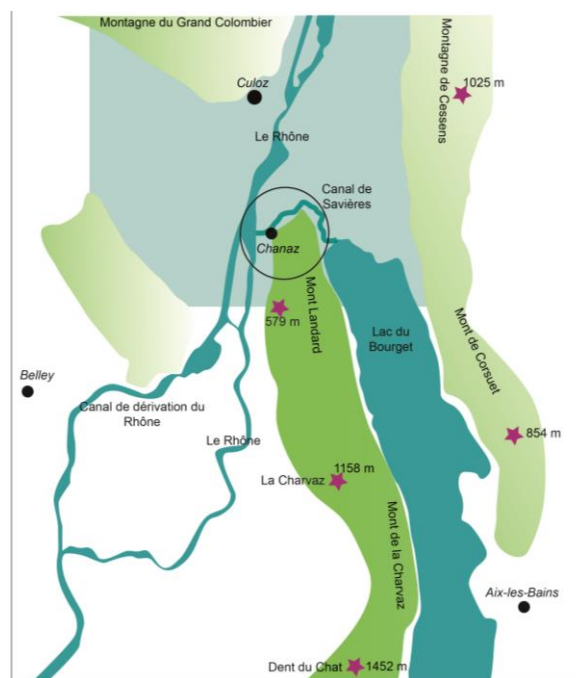 Montagne du Grand Colombier
Montagne de Cessens
1025 m
Culoz
Le Rhône
Canal de
Savières
Chanaz
Mont Landard
579 m
Lac du
Bourget
Mont de Corsuet
Belley
Canal de dérivation du
Rhône
Le Rhône
854 m
1158 m
La Charvaz
Mont de la Charvaz
Aix-les-Bains
Dent du Chat
1452 m